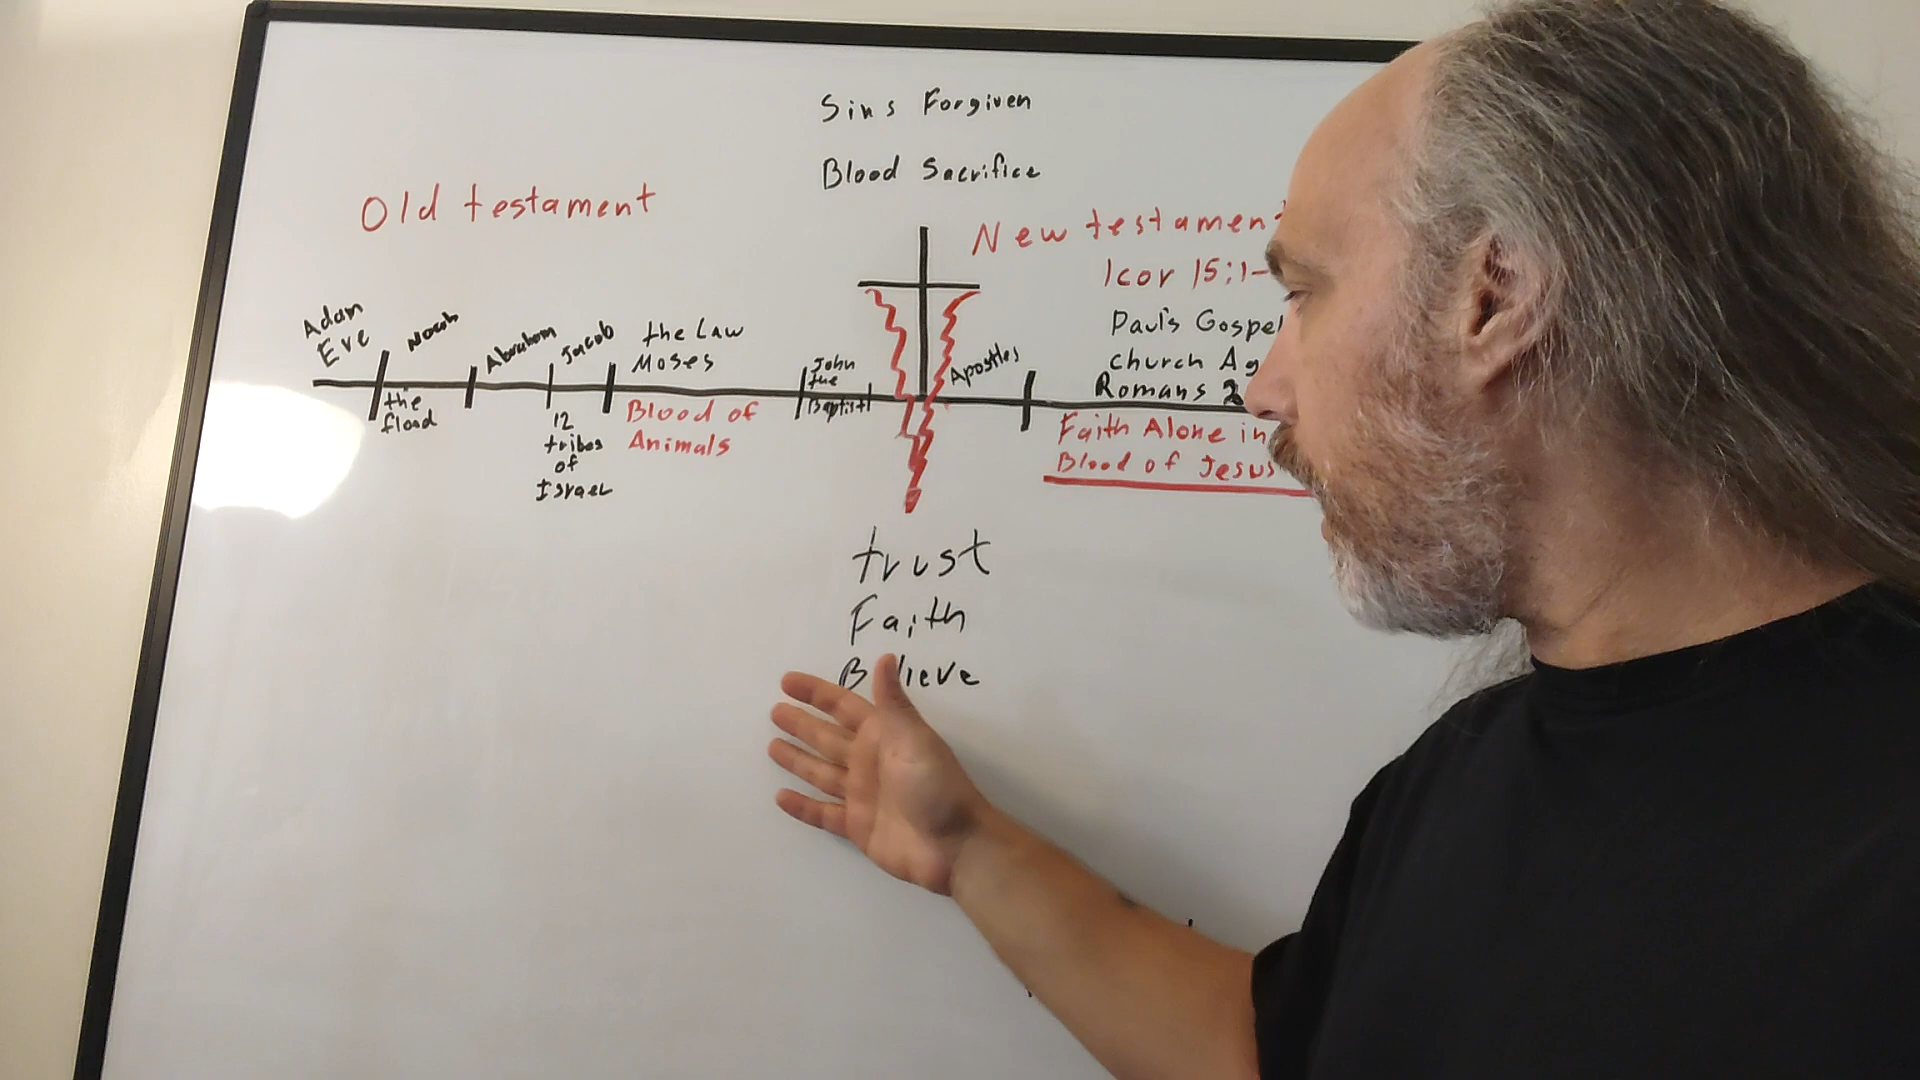 Sins Forgiven
Blood Sacrifice
Old testament
New testament
1cor 15:1-
Paul's Gospel
Church Ag
Romans 2
Faith Alone in
Blood of Jesus
Adam
Eve
Noah
the
flood
Abraham
Jacob
12
tribes
of
Israel
the Law
Moses
Blood of
Animals
John
the
Baptist
Apostles
trust
Faith
B lieve